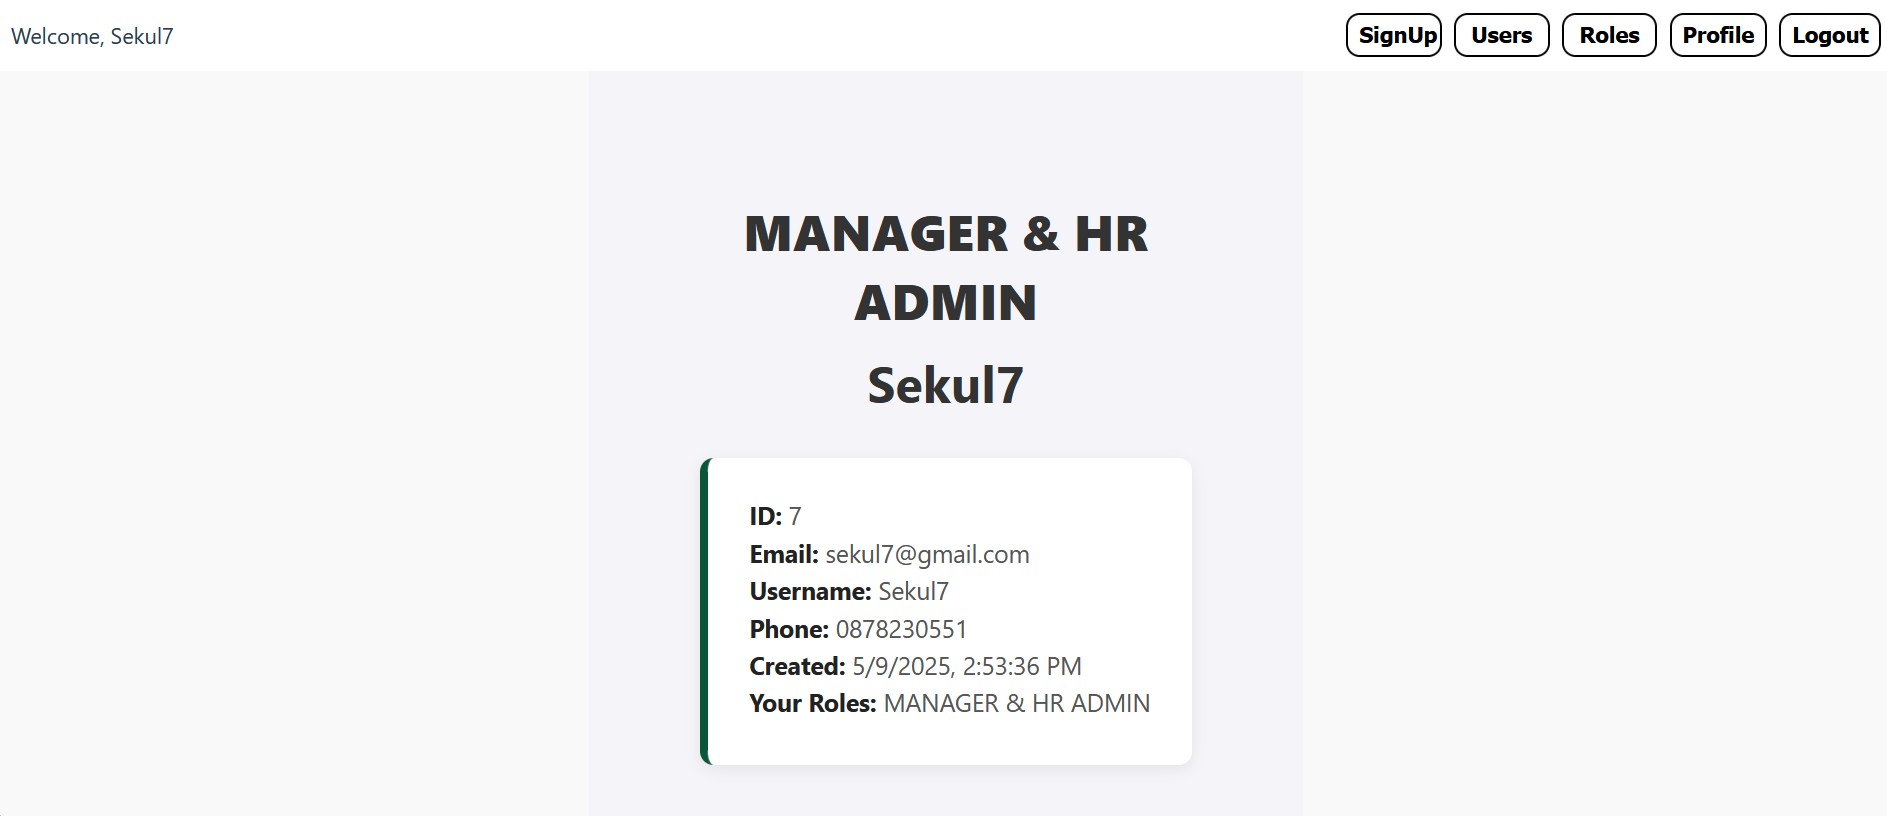 Welcome, Sekul7
SignUp Users Roles Profile Logout
MANAGER & HR
ADMIN
Sekul7
ID: 7
Email: sekul7@gmail.com
Username: Sekul7
Phone: 0878230551
Created: 5/9/2025, 2:53:36 PM
Your Roles: MANAGER & HR ADMIN